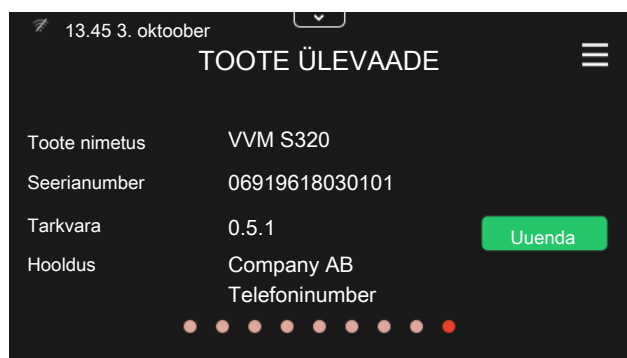 13.45 3. oktoober
TOOTE ÜLEVAADE
Toote nimetus VVM S320
Seerianumber 06919618030101
Tarkvara 0.5.1 Uuenda
Hooldus Company AB
Telefoninumber